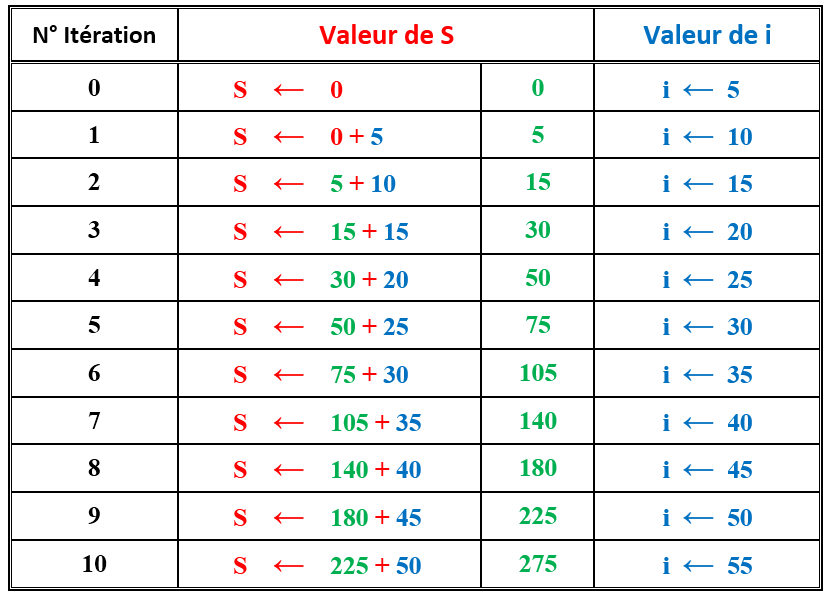 N° Itération Valeur de S Valeur de i
0 S ← 0 0 i ← 5
1 S ← 0 + 5 5 i ← 10
2 S ← 5 + 10 15 i ← 15
3 S ← 15 + 15 30 i ← 20
4 S ← 30 + 20 50 i ← 25
5 S ← 50 + 25 75 i ← 30
6 S ← 75 + 30 105 i ← 35
7 S ← 105 + 35 140 i ← 40
8 S ← 140 + 40 180 i ← 45
9 S ← 180 + 45 225 i ← 50
10 S ← 225 + 50 275 i ← 55